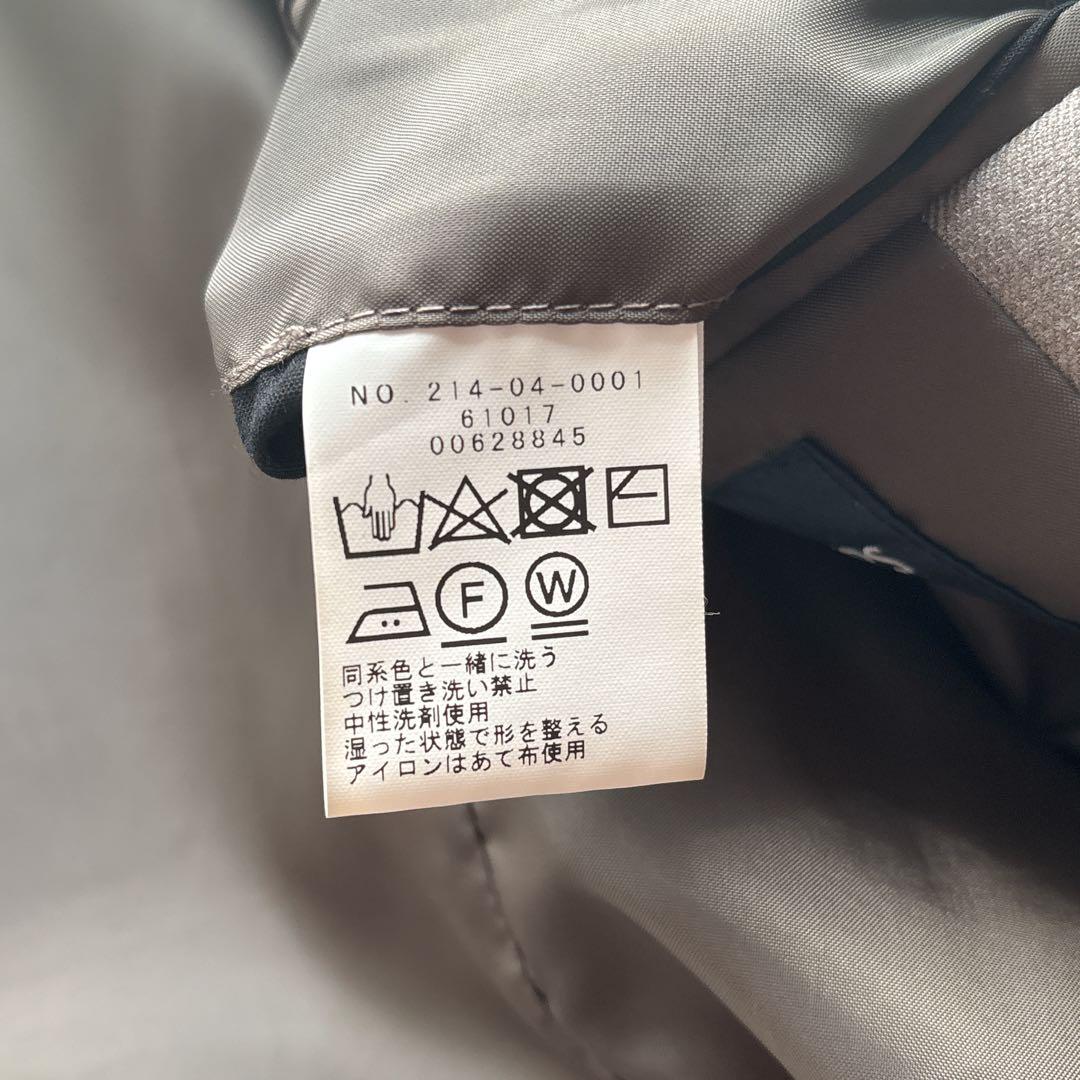 NO. 214-04-0001
61017
00628845
F W
同系色と一緒に洗う
つけ置き洗い禁止
中性洗剤使用
湿った状態で形を整える
アイロンはあて布使用